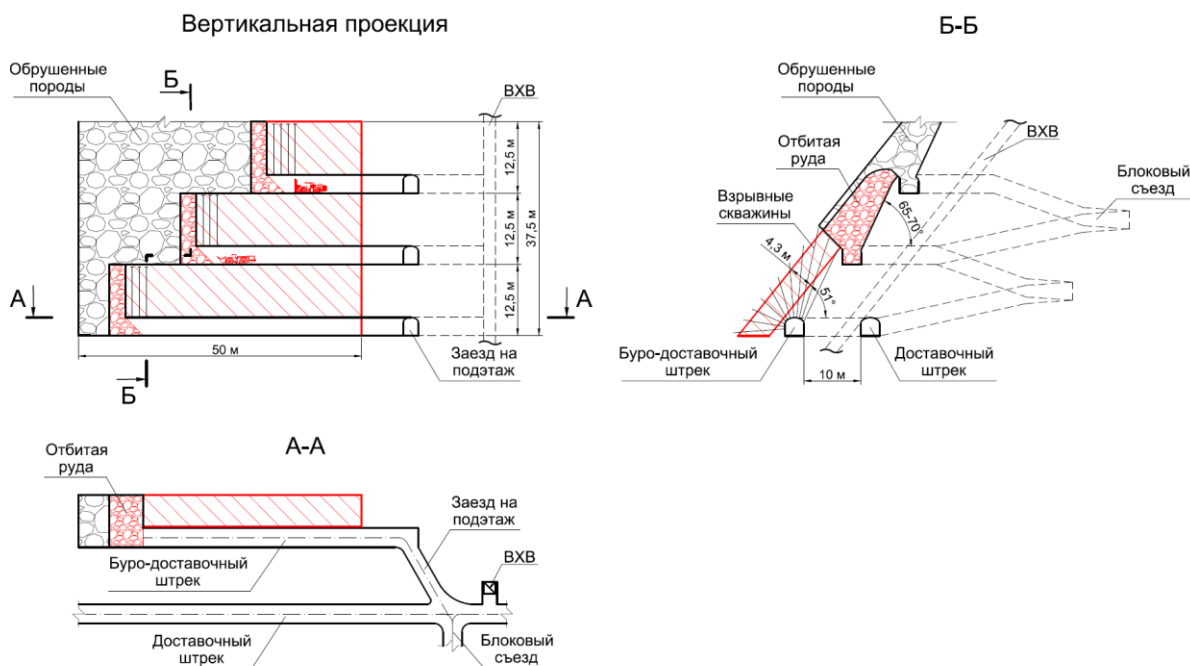 Вертикальная проекция
Обрушенные
породы
Б
ВХВ
12,5 м
12,5 м
12,5 м
37,5 м
А
А
50 м
Б
Заезд на
подэтаж
Б-Б
Обрушенные
породы
ВХВ
Отбитая
руда
Блоковый
съезд
Взрывные
скважины
65-70°
4,3 м
51°
Буро-доставочный
штрек
Доставочный
штрек
10 м
А-А
Отбитая
руда
Заезд на
подэтаж
ВХВ
Буро-доставочный
штрек
Доставочный
штрек
Блоковый
съезд